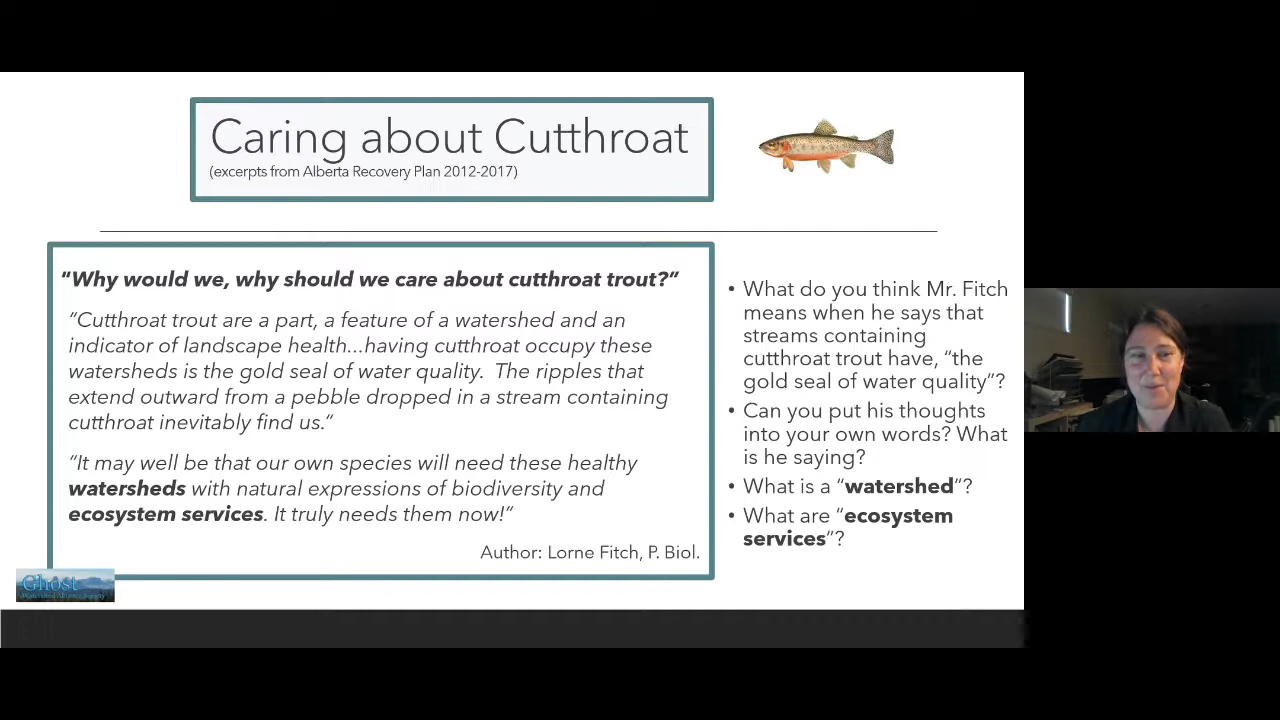 Caring about Cutthroat
(excerpts from Alberta Recovery Plan 2012-2017)
"Why would we, why should we care about cutthroat trout?"
"Cutthroat trout are a part, a feature of a watershed and an
indicator of landscape health...having cutthroat occupy these
watersheds is the gold seal of water quality. The ripples that
extend outward from a pebble dropped in a stream containing
cutthroat inevitably find us."
"It may well be that our own species will need these healthy
watersheds with natural expressions of biodiversity and
ecosystem services. It truly needs them now!"
Author: Lorne Fitch, P. Biol.
• What do you think Mr. Fitch
means when he says that
streams containing
cutthroat trout have, "the
gold seal of water quality"?
• Can you put his thoughts
into your own words? What
is he saying?
• What is a "watershed"?
• What are "ecosystem
services"?
Ghost
Watershed Alliance Society